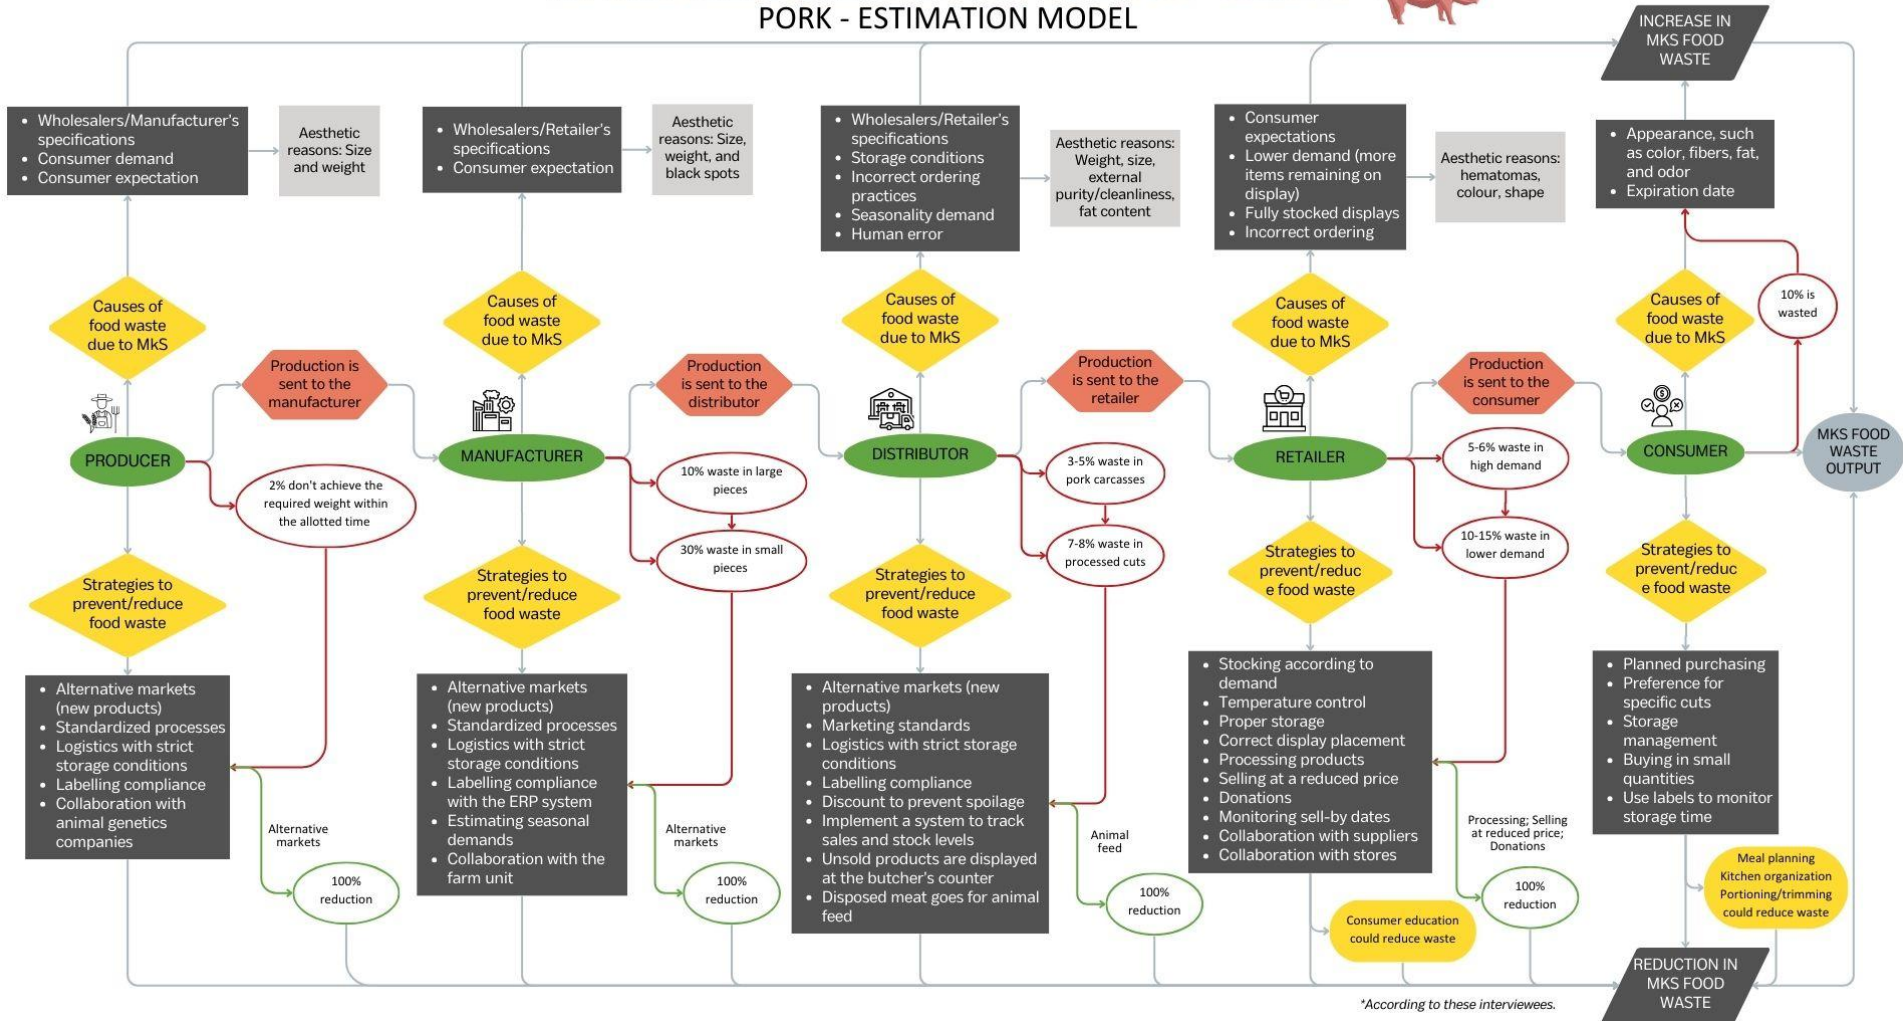 PORK - ESTIMATION MODEL
INCREASE IN
MKS FOOD
WASTE
• Wholesalers/Manufacturer's
specifications
• Consumer demand
• Consumer expectation
Aesthetic
reasons: Size
and weight
• Wholesalers/Retailer's
specifications
• Consumer expectation
Aesthetic
reasons: Size,
weight, and
black spots
• Wholesalers/Retailer's
specifications
• Storage conditions
• Incorrect ordering
practices
• Seasonality demand
• Human error
Aesthetic reasons:
Weight, size,
external
purity/cleanliness,
fat content
• Consumer
expectations
• Lower demand (more
items remaining on
display)
• Fully stocked displays
• Incorrect ordering
Aesthetic reasons:
hematomas,
colour, shape
• Appearance, such
as color, fibers, fat,
and odor
• Expiration date
Causes of
food waste
due to MkS
Causes of
food waste
due to MkS
Causes of
food waste
due to MkS
Causes of
food waste
due to MkS
Causes of
food waste
due to MkS
10% is
wasted
Production is
sent to the
manufacturer
Production
is sent to the
distributor
Production
is sent to the
retailer
Production
is sent to the
consumer
PRODUCER
MANUFACTURER
DISTRIBUTOR
RETAILER
CONSUMER
MKS FOOD
WASTE
OUTPUT
2% don't achieve the
required weight within
the allotted time
10% waste in large
pieces
30% waste in small
pieces
3-5% waste in
pork carcasses
7-8% waste in
processed cuts
5-6% waste in
high demand
10-15% waste in
lower demand
Strategies to
prevent/reduce
food waste
Strategies to
prevent/reduce
food waste
Strategies to
prevent/reduce
food waste
Strategies to
prevent/reduc
e food waste
Strategies to
prevent/reduc
e food waste
• Alternative markets
(new products)
• Standardized processes
• Logistics with strict
storage conditions
• Labelling compliance
• Collaboration with
animal genetics
companies
Alternative
markets
100%
reduction
• Alternative markets
(new products)
• Standardized processes
• Logistics with strict
storage conditions
• Labelling compliance
with the ERP system
• Estimating seasonal
demands
• Collaboration with the
farm unit
Alternative
markets
100%
reduction
• Alternative markets (new
products)
• Marketing standards
• Logistics with strict storage
conditions
• Labelling compliance
• Discount to prevent spoilage
• Implement a system to track
sales and stock levels
• Unsold products are displayed
at the butcher's counter
• Disposed meat goes for animal
feed
Animal
feed
100%
reduction
• Stocking according to
demand
• Temperature control
• Proper storage
• Correct display placement
• Processing products
• Selling at a reduced price
• Donations
• Monitoring sell-by dates
• Collaboration with suppliers
• Collaboration with stores
Processing; Selling
at reduced price;
Donations
100%
reduction
Consumer education
could reduce waste
• Planned purchasing
• Preference for
specific cuts
• Storage
management
• Buying in small
quantities
• Use labels to monitor
storage time
Meal planning
Kitchen organization
Portioning/trimming
could reduce waste
REDUCTION IN
MKS FOOD
WASTE
*According to these interviewees.